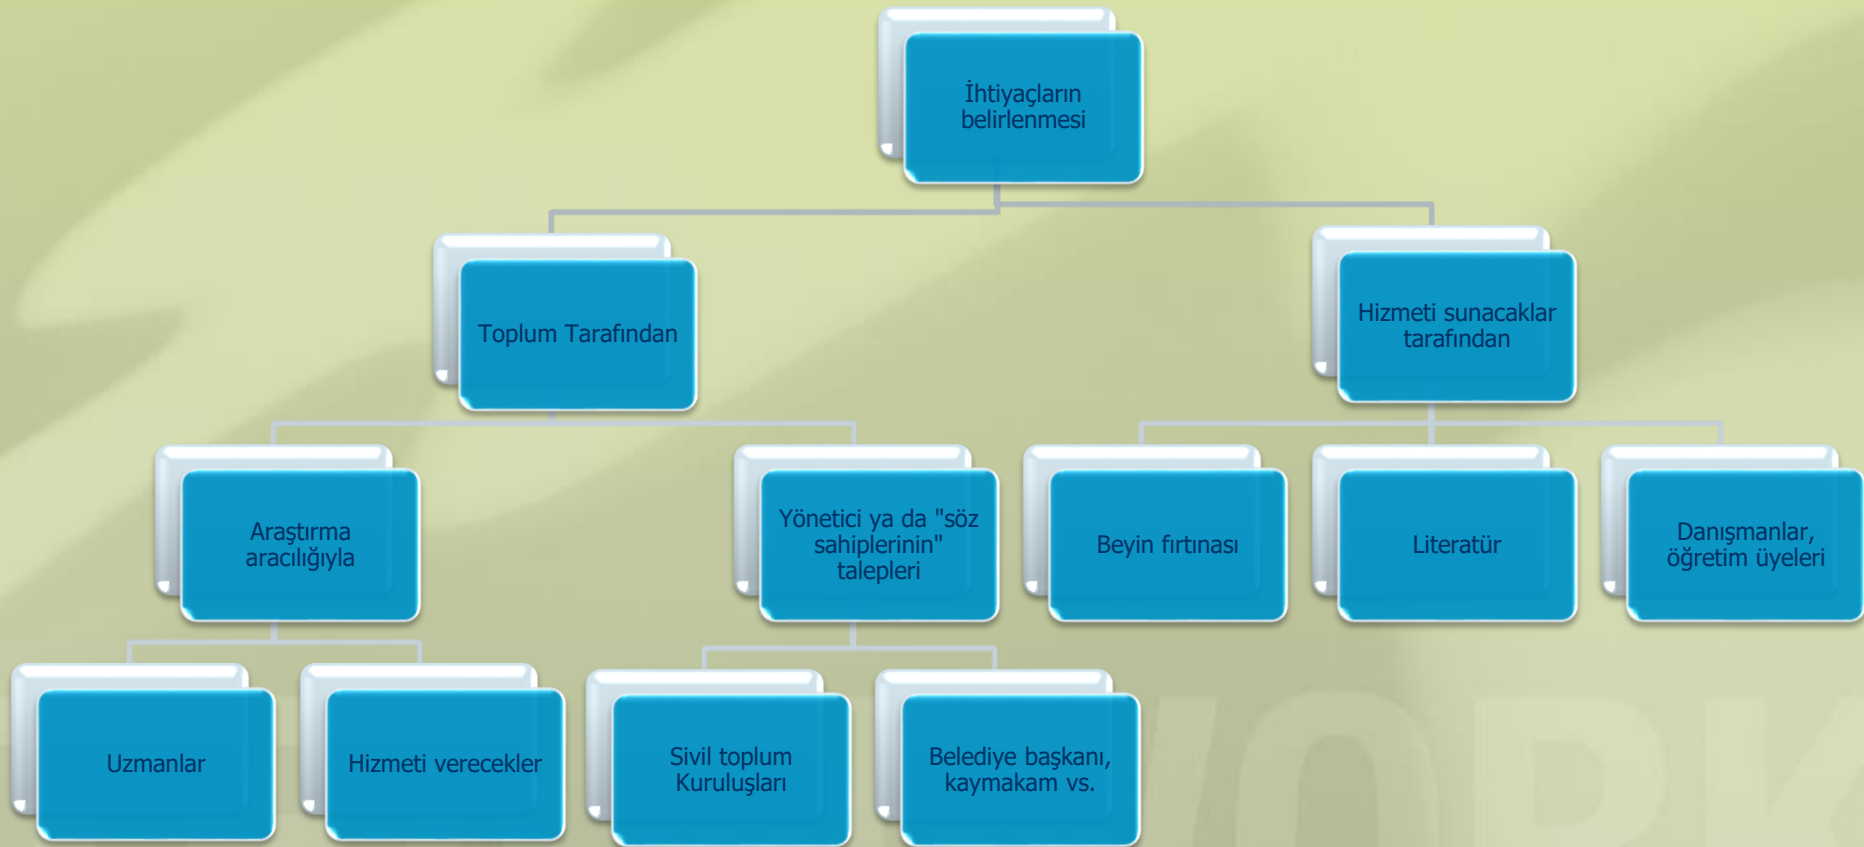 İhtiyaçların
belirlenmesi
Toplum Tarafından
Hizmeti sunacaklar
tarafından
Araştırma
aracılığıyla
Yönetici ya da "söz
sahiplerinin"
talepleri
Beyin fırtınası
Literatür
Danışmanlar,
öğretim üyeleri
Uzmanlar
Hizmeti verecekler
Sivil toplum
Kuruluşları
Belediye başkanı,
kaymakam vs.